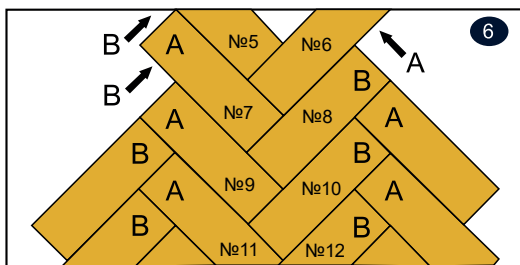 6
B A №5 №6 A
B №7 №8 B
A A
B №9 №10 B
A A
B №11 №12 B